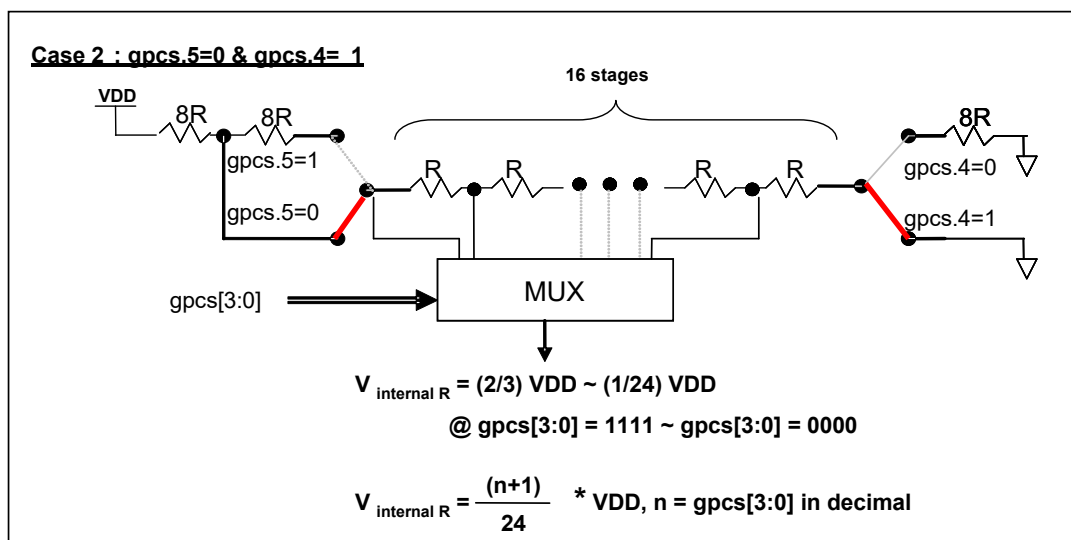 Case 2 : gpcs.5=0 & gpcs.4= 1
16 stages
VDD
8R
8R
8R
gpcs.5=1
R
R
R
R
gpcs.4=0
gpcs.5=0
gpcs.4=1
MUX
gpcs[3:0]
V internal R = (2/3) VDD ~ (1/24) VDD
@ gpcs[3:0] = 1111 ~ gpcs[3:0] = 0000
V internal R = (n+1) / 24 * VDD, n = gpcs[3:0] in decimal